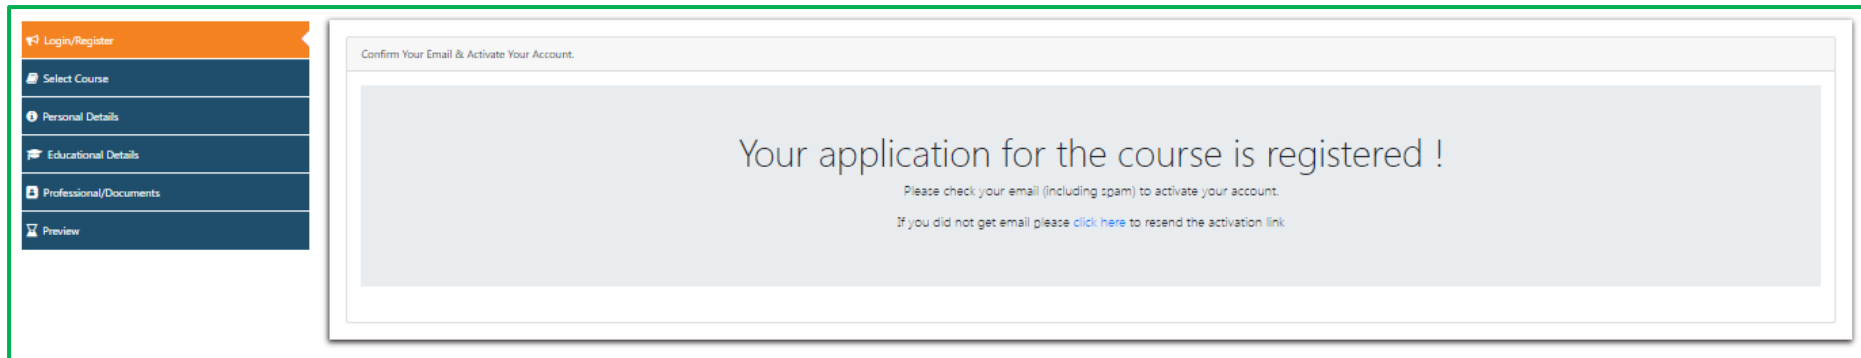 Login/Register
Select Course
Personal Details
Educational Details
Professional/Documents
Preview
Confirm Your Email & Activate Your Account.
Your application for the course is registered !
Please check your email (including spam) to activate your account.
If you did not get email please click here to resend the activation link